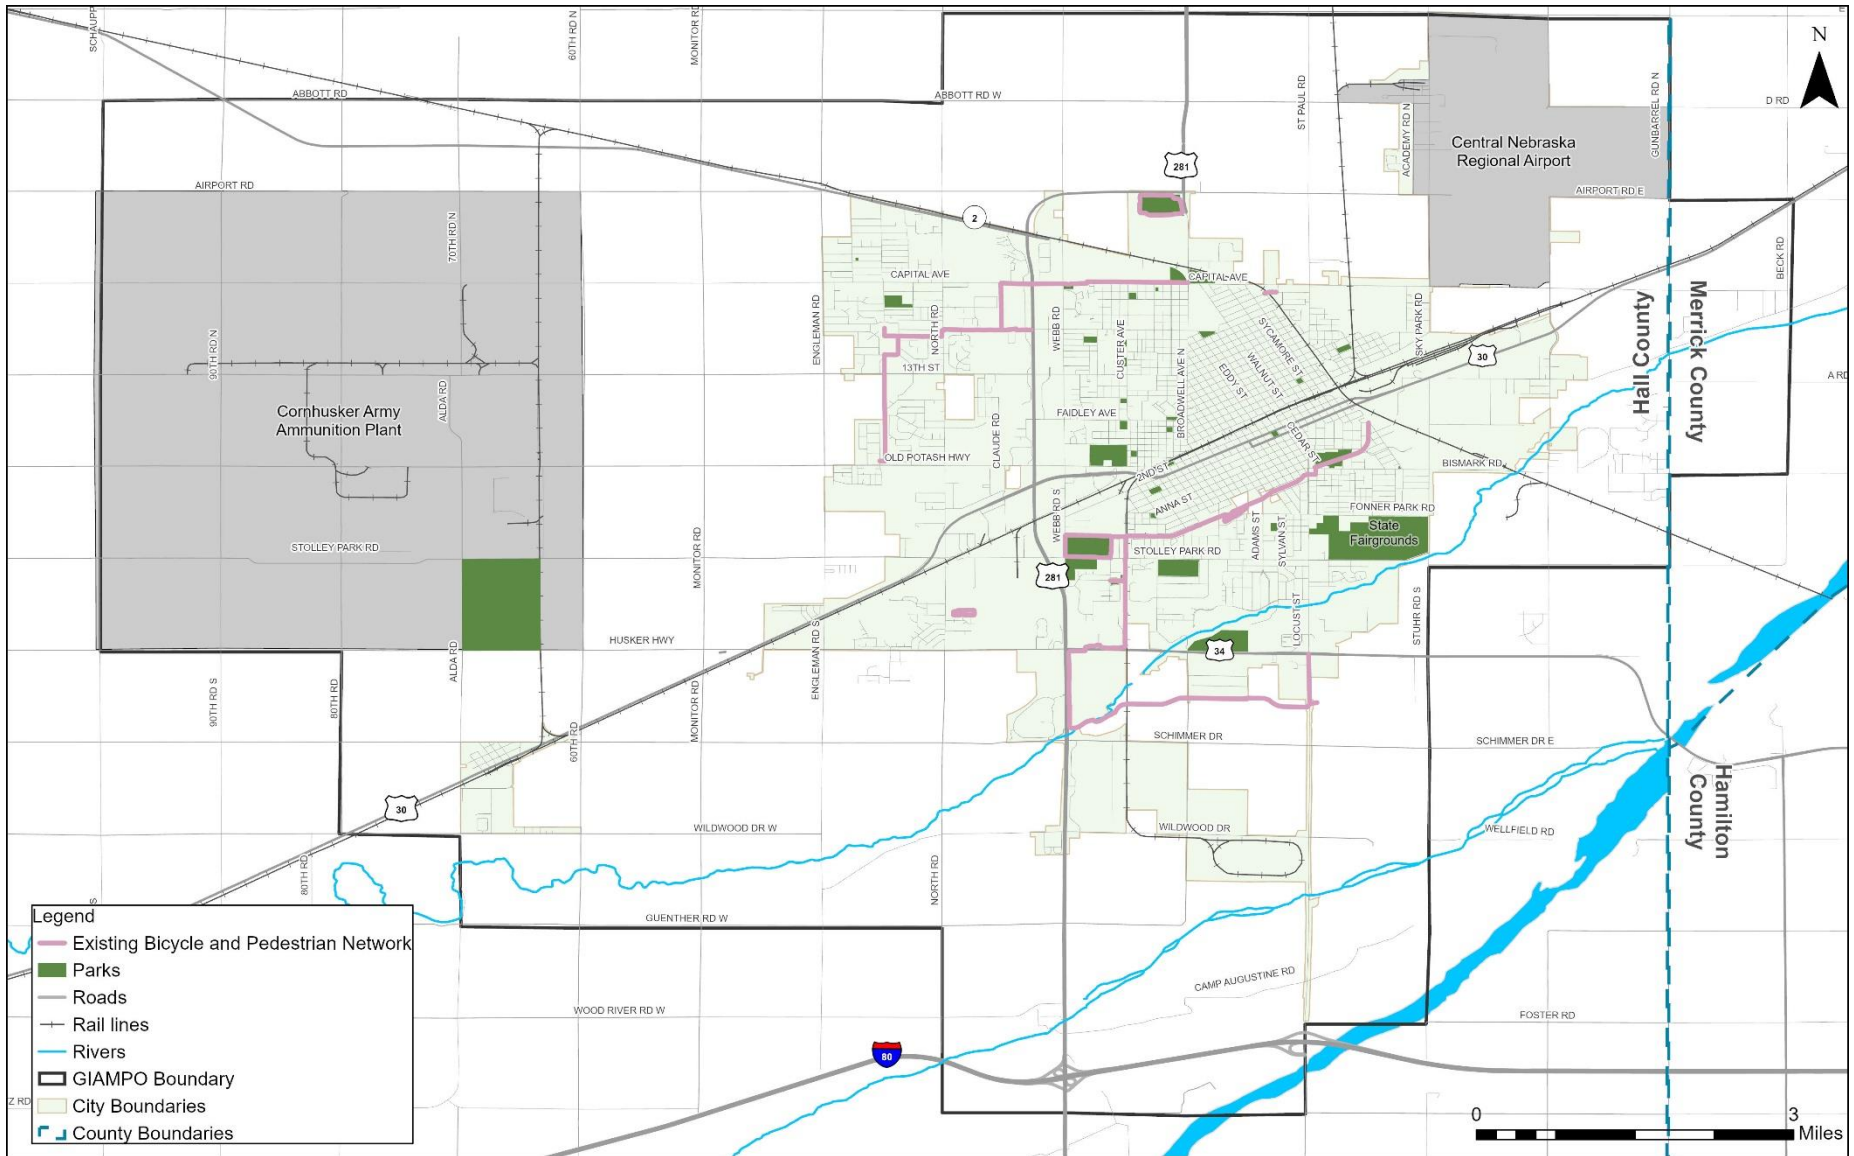 SCHAUPP
60TH RD N
MONITOR RD
N
ABBOTT RD
ABBOTT RD W
ST PAUL RD
ACADEMY RD N
GUNBARREL RD N
D RD
Central Nebraska
Regional Airport
281
AIRPORT RD
AIRPORT RD E
70TH RD N
2
BECK RD
CAPITAL AVE
CAPITAL AVE
Hall County
Merrick County
ENGLEMAN RD
NORTH RD
WEBB RD
CUSTER AVE
SYCAMORE ST
SKY PARK RD
30
90TH RD N
13TH ST
EDDY ST
WALNUT ST
BROADWELL AVE N
A RD
ALDA RD
Cornhusker Army
Ammunition Plant
FAIDLEY AVE
CLAUDE RD
CEDAR ST
OLD POTASH HWY
2ND ST
BISMARK RD
ANNA ST
WEBB RD S
FONNER PARK RD
State
Fairgrounds
ADAMS ST
SYLVAN ST
STOLLEY PARK RD
MONITOR RD
STOLLEY PARK RD
281
LOCUST ST
STUHR RD S
HUSKER HWY
ENGLEMAN RD S
34
ALDA RD
90TH RD S
80TH RD
MONITOR RD
60TH RD
SCHIMMER DR
SCHIMMER DR E
Hamilton
County
30
WILDWOOD DR W
WILDWOOD DR
WELLFIELD RD
80TH RD
NORTH RD
S
GUENTHER RD W
CAMP AUGUSTINE RD
WOOD RIVER RD W
FOSTER RD
80
Z RD
Legend
Existing Bicycle and Pedestrian Network
Parks
Roads
Rail lines
Rivers
GIAMPO Boundary
City Boundaries
County Boundaries
0 3
Miles